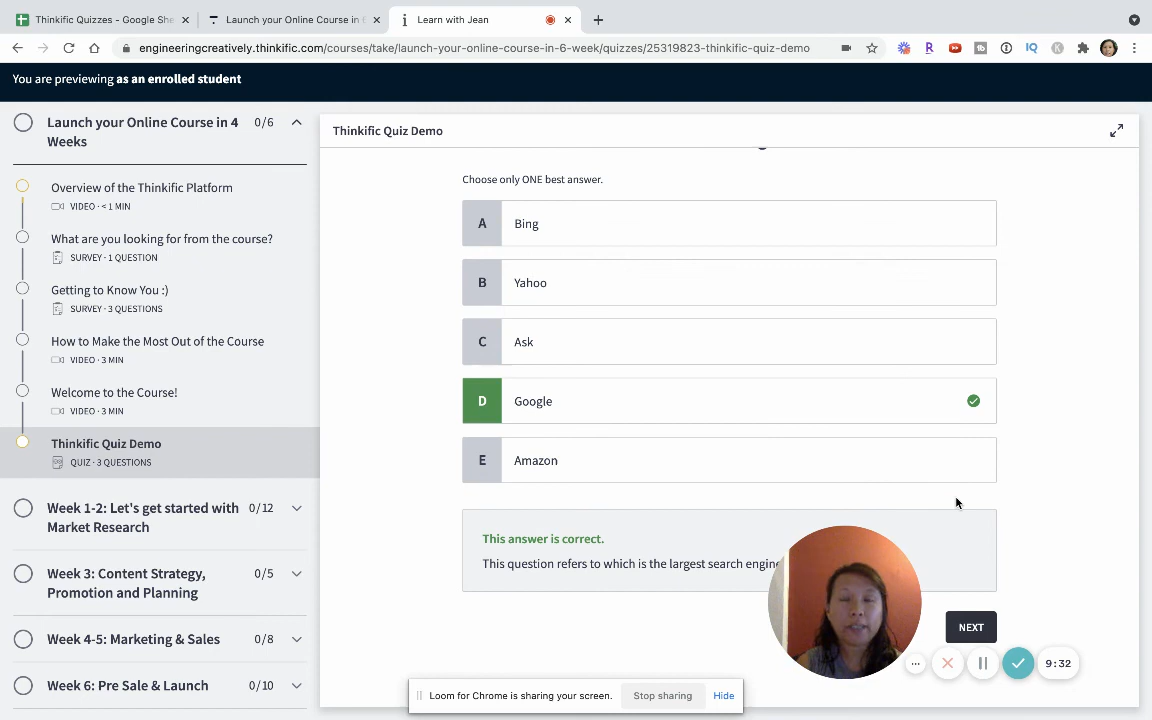 Thinkific Quizzes - Google She
Launch your Online Course in 6
Learn with Jean
engineeringcreatively.thinkific.com/courses/take/launch-your-online-course-in-6-week/quizzes/25319823-thinkific-quiz-demo
You are previewing as an enrolled student
Launch your Online Course in 4
Weeks
0/6
Overview of the Thinkific Platform
VIDEO · < 1 MIN
What are you looking for from the course?
SURVEY · 1 QUESTION
Getting to Know You :)
SURVEY · 3 QUESTIONS
How to Make the Most Out of the Course
VIDEO · 3 MIN
Welcome to the Course!
VIDEO · 3 MIN
Thinkific Quiz Demo
QUIZ · 3 QUESTIONS
Week 1-2: Let's get started with
Market Research
0/12
Week 3: Content Strategy,
Promotion and Planning
0/5
Week 4-5: Marketing & Sales
0/8
Week 6: Pre Sale & Launch
0/10
Thinkific Quiz Demo
Choose only ONE best answer.
A Bing
B Yahoo
C Ask
D Google
E Amazon
This answer is correct.
This question refers to which is the largest search engine
NEXT
9:32
Loom for Chrome is sharing your screen.
Stop sharing
Hide